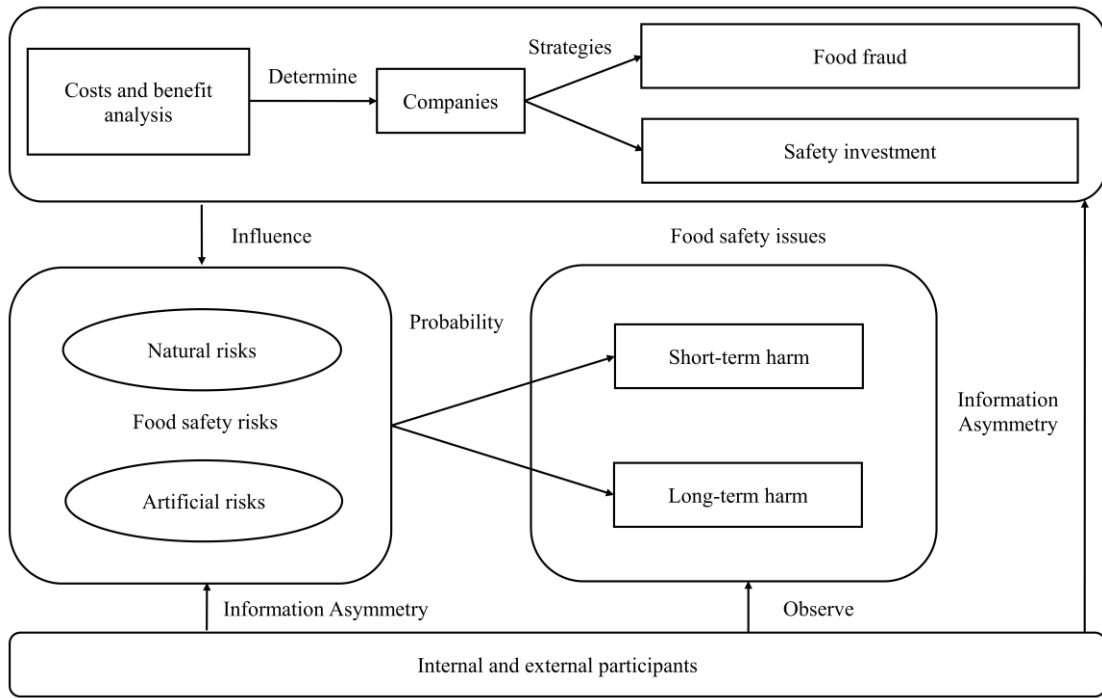 Strategies
Food fraud
Costs and benefit
analysis
Determine
Companies
Safety investment
Influence
Food safety issues
Natural risks
Probability
Short-term harm
Food safety risks
Information
Asymmetry
Artificial risks
Long-term harm
Information Asymmetry
Observe
Internal and external participants